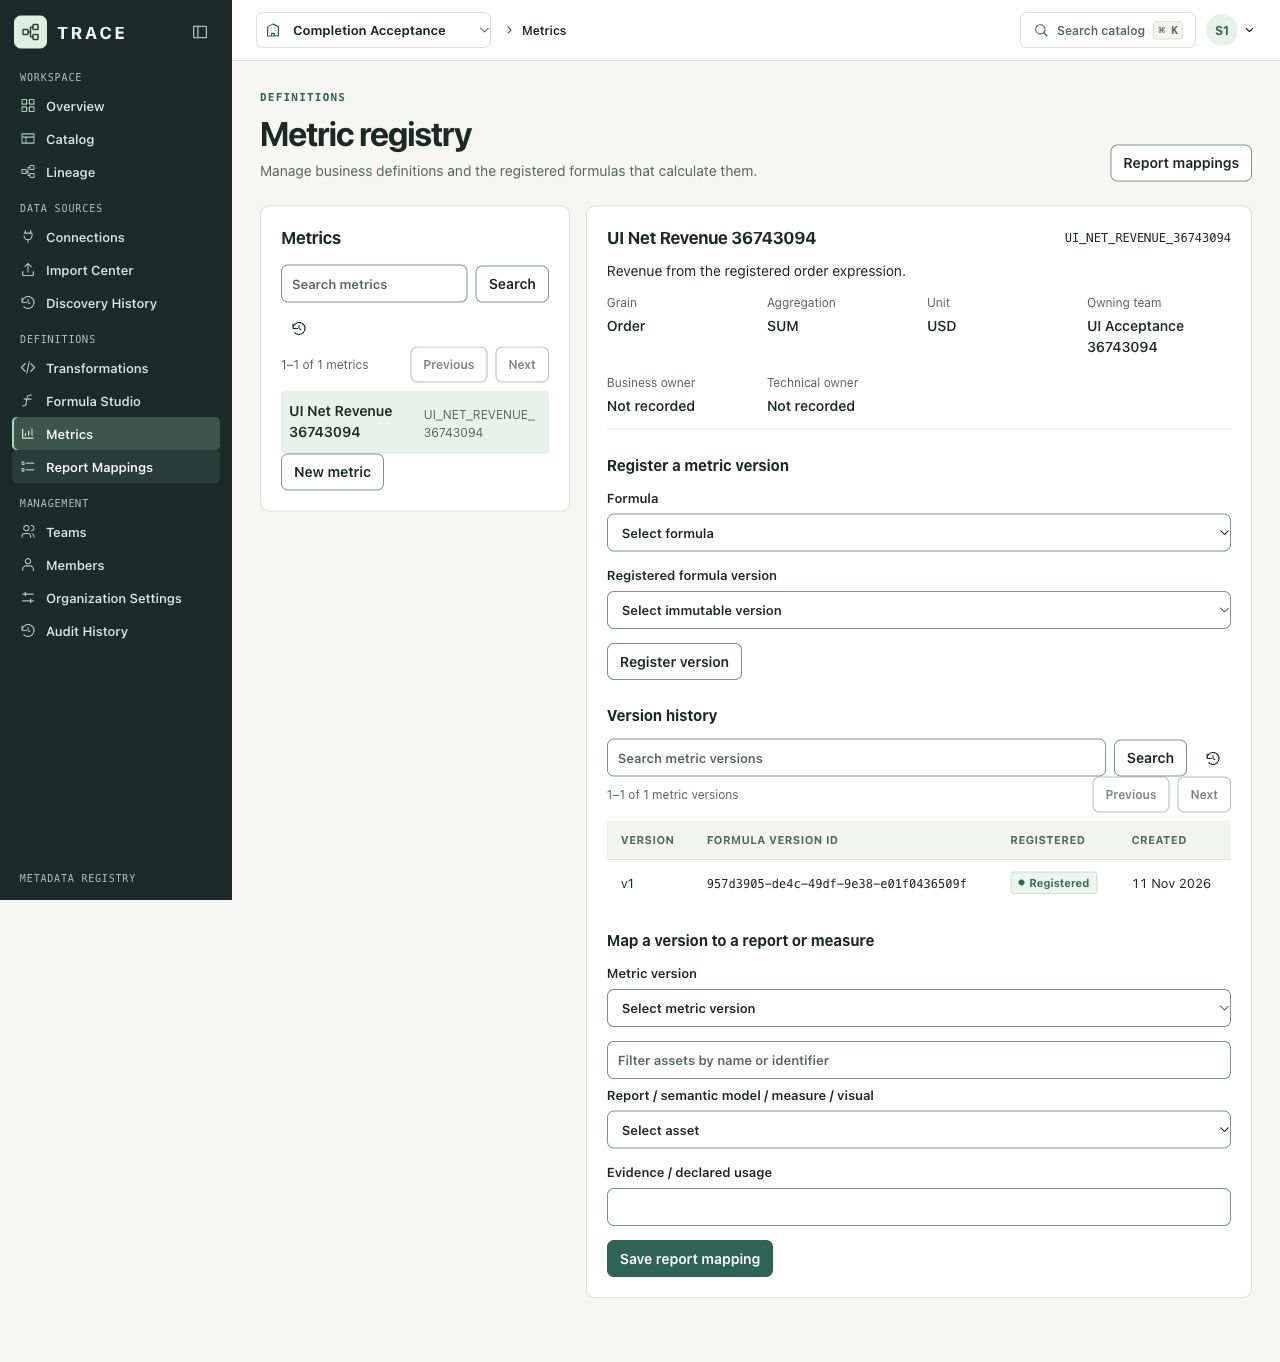 TRACE
WORKSPACE
Overview
Catalog
Lineage
DATA SOURCES
Connections
Import Center
Discovery History
DEFINITIONS
Transformations
Formula Studio
Metrics
Report Mappings
MANAGEMENT
Teams
Members
Organization Settings
Audit History
METADATA REGISTRY
Completion Acceptance
Metrics
Search catalog ⌘ K
S1
DEFINITIONS
Metric registry
Manage business definitions and the registered formulas that calculate them.
Report mappings
Metrics
Search metrics Search
1–1 of 1 metrics Previous Next
UI Net Revenue
36743094
UI_NET_REVENUE_
36743094
New metric
UI Net Revenue 36743094 UI_NET_REVENUE_36743094
Revenue from the registered order expression.
Grain Aggregation Unit Owning team
Order SUM USD UI Acceptance
36743094
Business owner Technical owner
Not recorded Not recorded
Register a metric version
Formula
Select formula
Registered formula version
Select immutable version
Register version
Version history
Search metric versions Search
1–1 of 1 metric versions Previous Next
VERSION FORMULA VERSION ID REGISTERED CREATED
v1 957d3905-de4c-49df-9e38-e01f0436509f Registered 11 Nov 2026
Map a version to a report or measure
Metric version
Select metric version
Filter assets by name or identifier
Report / semantic model / measure / visual
Select asset
Evidence / declared usage
Save report mapping